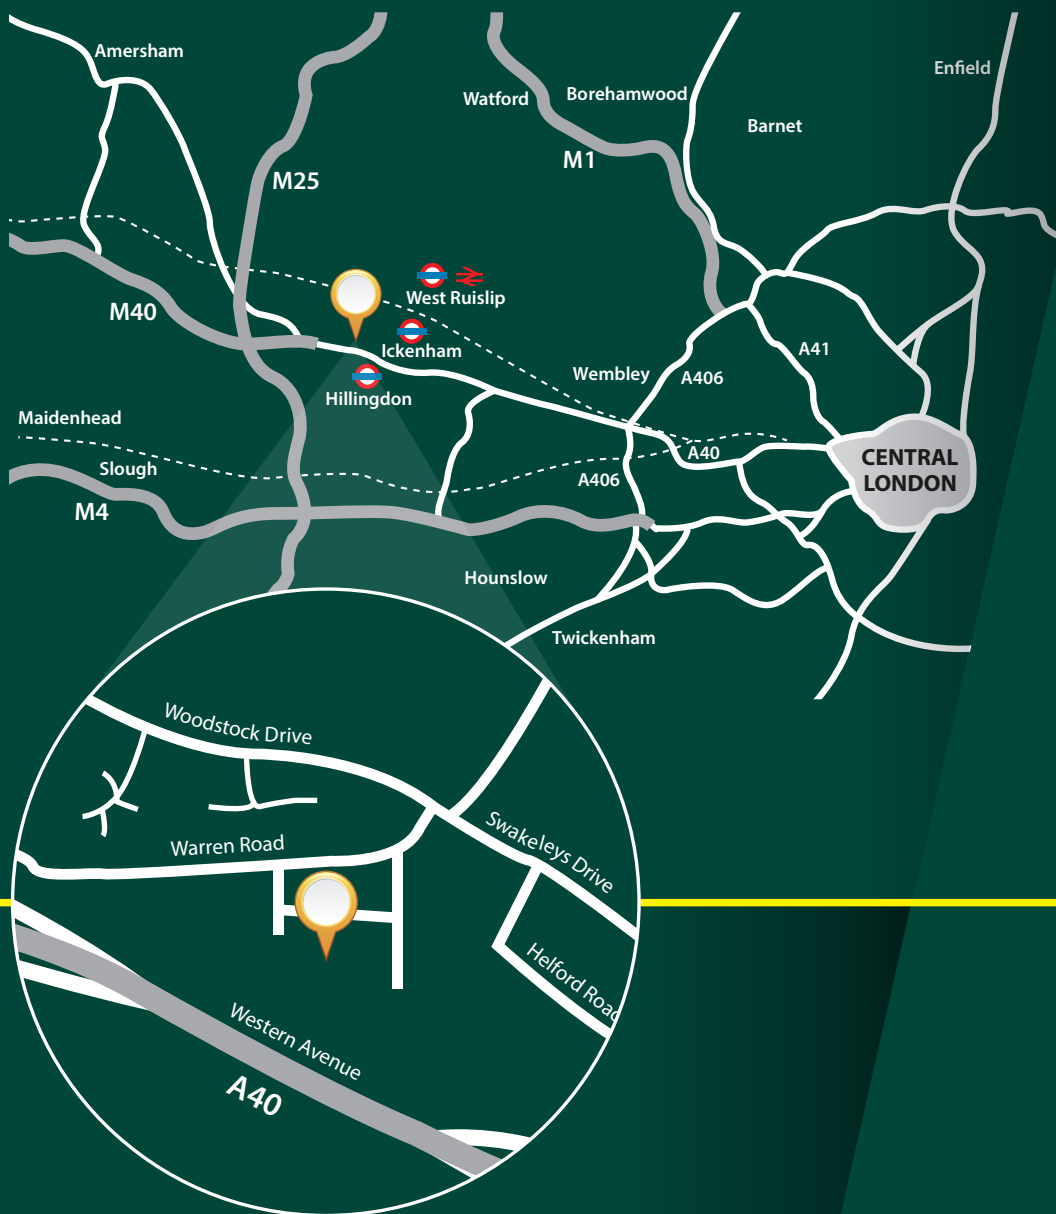 Amersham
Enfield
Watford
Borehamwood
Barnet
M1
M25
West Ruislip
M40
Ickenham
A41
Wembley
A406
Hillingdon
Maidenhead
A40
CENTRAL
LONDON
Slough
A406
M4
Hounslow
Twickenham
Woodstock Drive
Swakeleys Drive
Warren Road
Helford Road
Western Avenue
A40